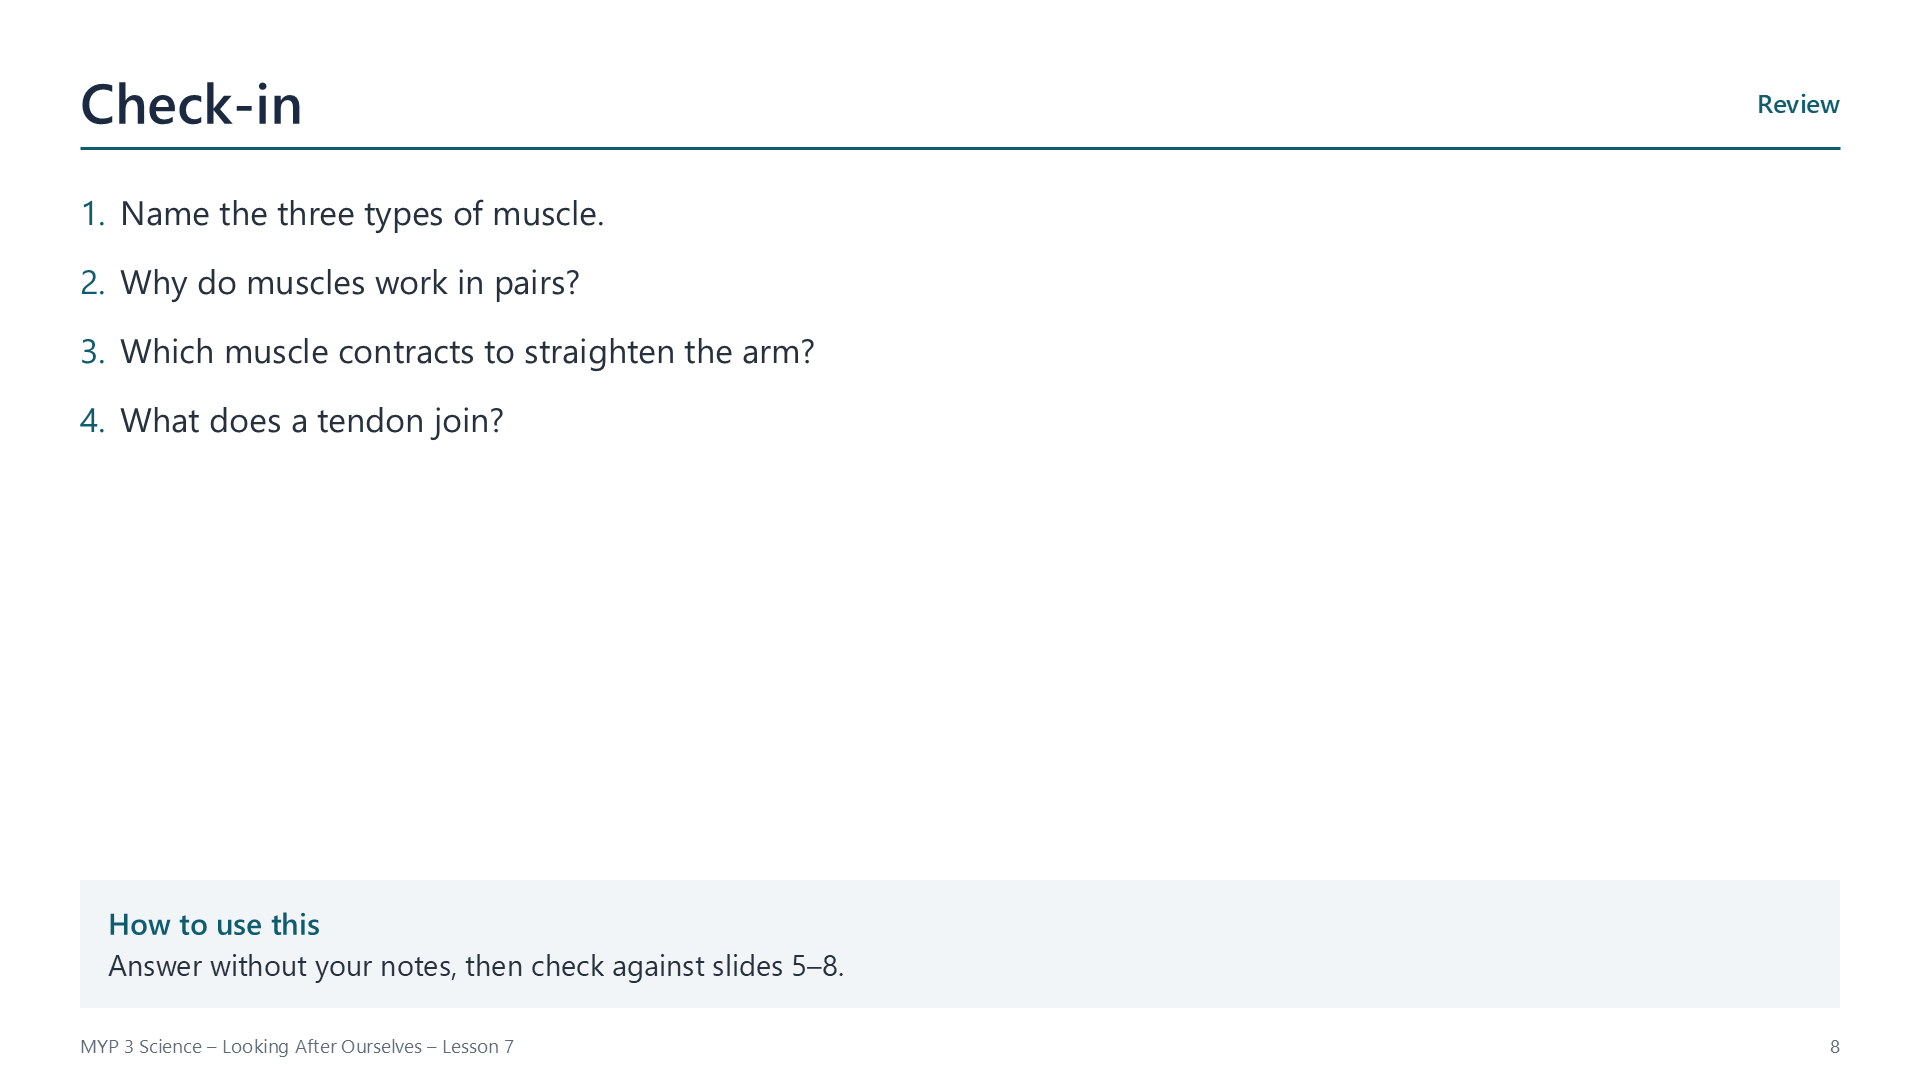 Check-in
Review
1. Name the three types of muscle.
2. Why do muscles work in pairs?
3. Which muscle contracts to straighten the arm?
4. What does a tendon join?
How to use this
Answer without your notes, then check against slides 5–8.
MYP 3 Science – Looking After Ourselves – Lesson 7
8